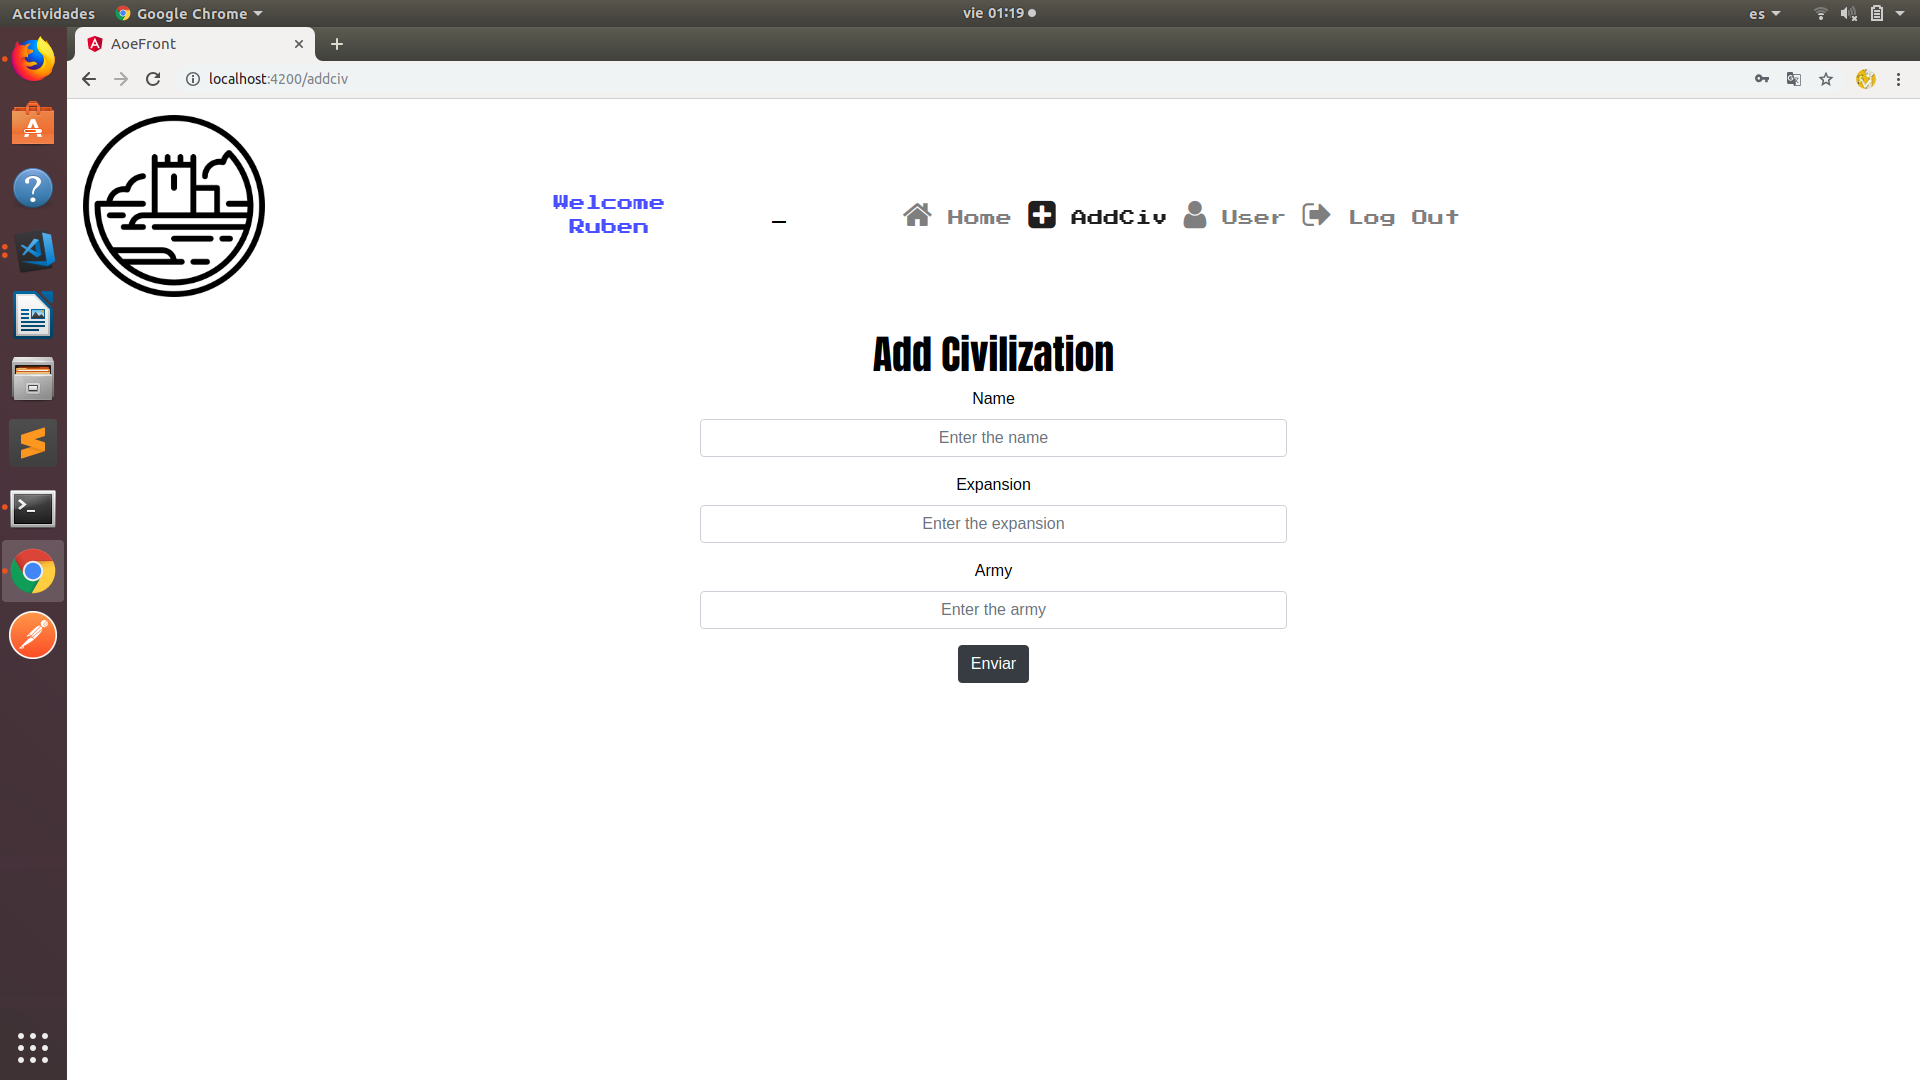 Actividades Google Chrome vie 01:19 es
AoeFront
localhost:4200/addciv
Welcome
Ruben
– Home AddCiv User Log Out
Add Civilization
Name
Enter the name
Expansion
Enter the expansion
Army
Enter the army
Enviar